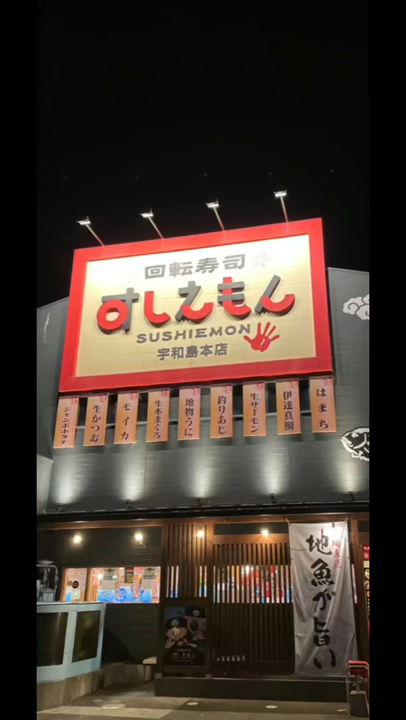 回転寿司
すしえもん
SUSHIEMON
宇和島本店
はまち
伊達真鯛
生サーモン
釣りあじ
地物うに
生本まぐろ
モイカ
生かつお
ジャンボホタテ
地魚が旨い